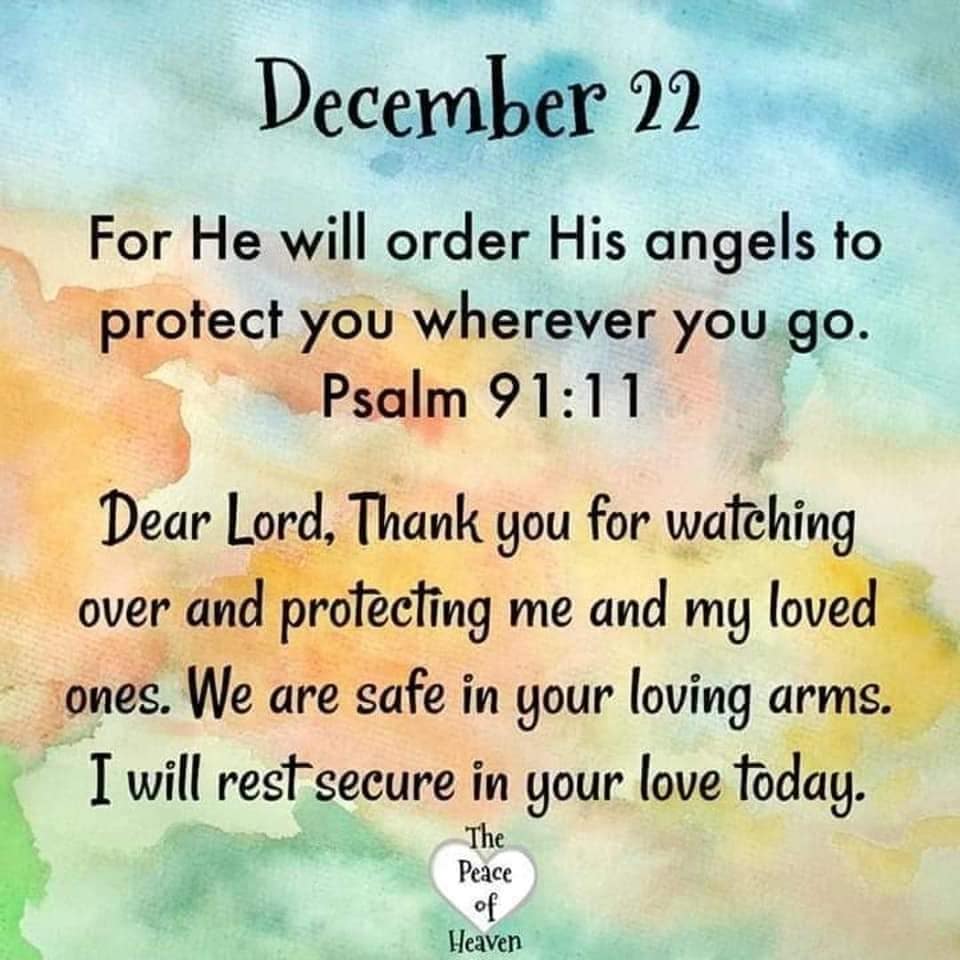 December 22
For He will order His angels to
protect you wherever you go.
Psalm 91:11
Dear Lord, Thank you for watching
over and protecting me and my loved
ones. We are safe in your loving arms.
I will rest secure in your love today.
The
Peace
of
Heaven